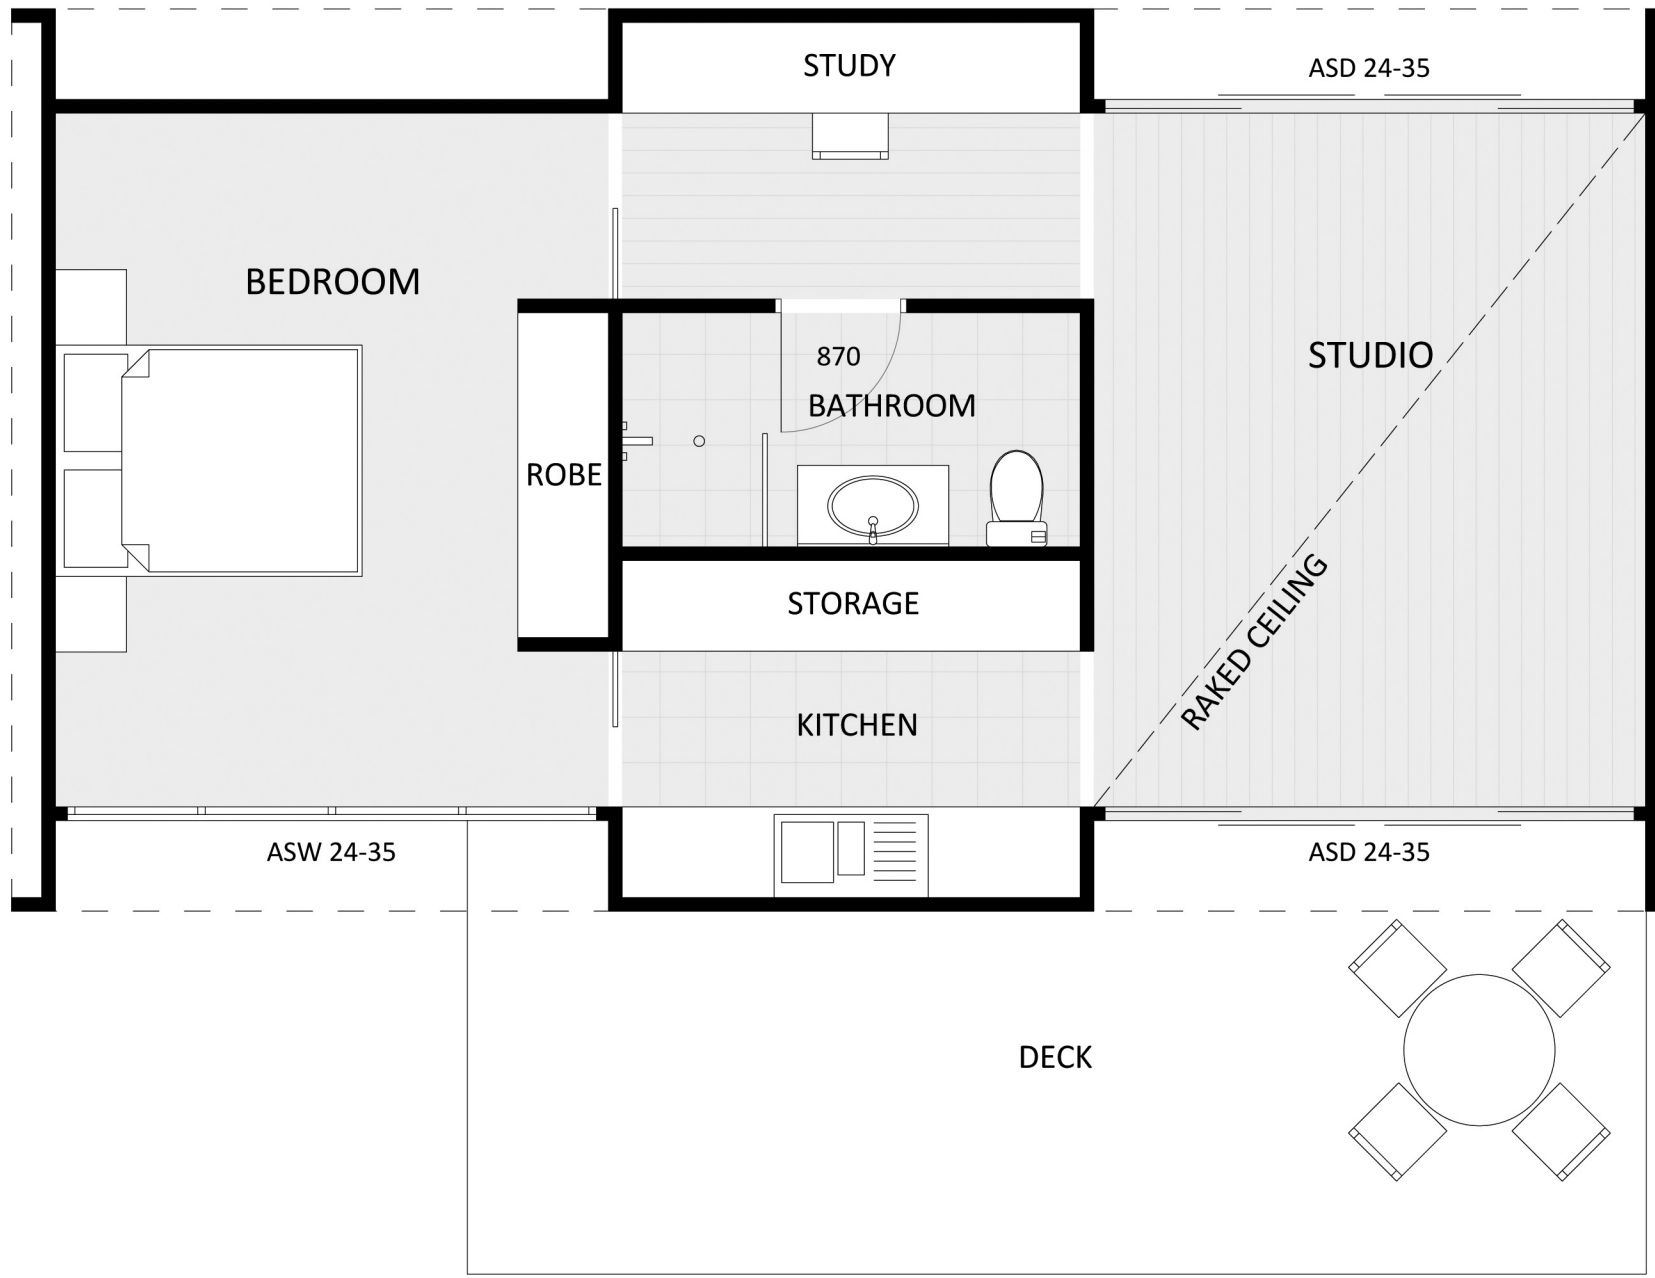 STUDY
ASD 24-35
BEDROOM
870
BATHROOM
STUDIO
ROBE
STORAGE
RAKED CEILING
KITCHEN
ASW 24-35
ASD 24-35
DECK